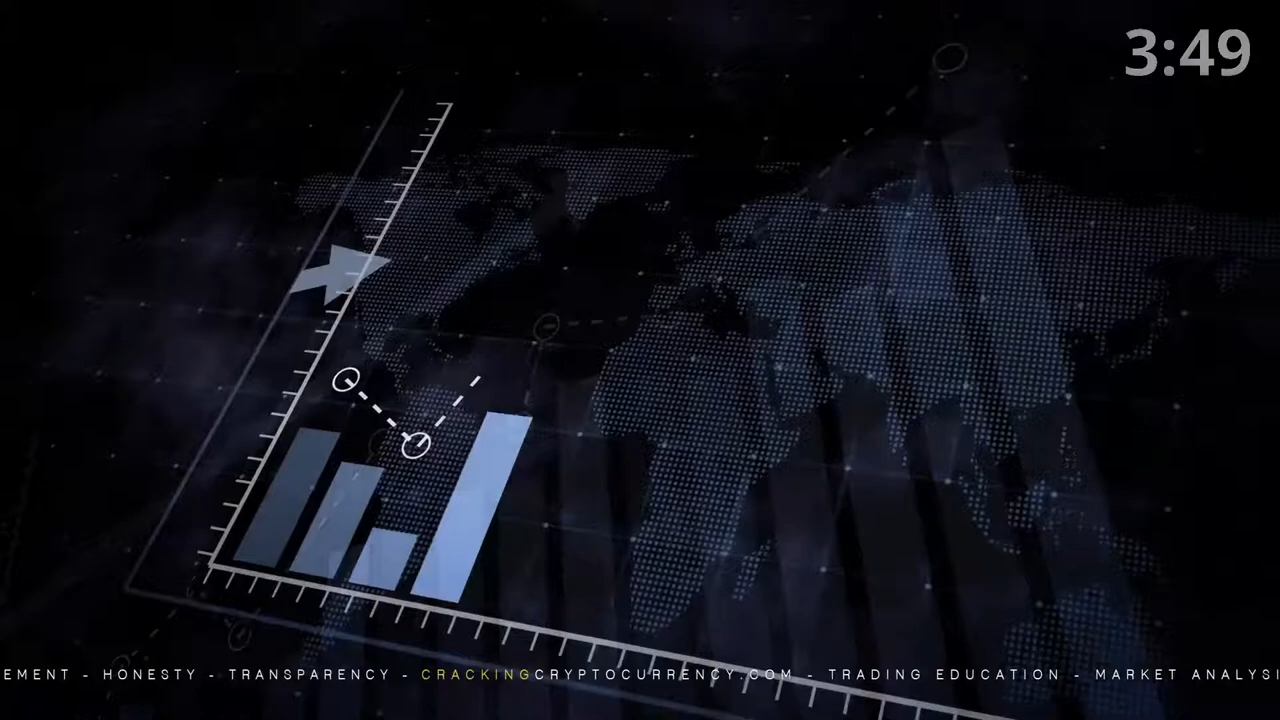 3:49
EMENT - HONESTY - TRANSPARENCY - CRACKINGCRYPTOCURRENCY.COM - TRADING EDUCATION - MARKET ANALYSI